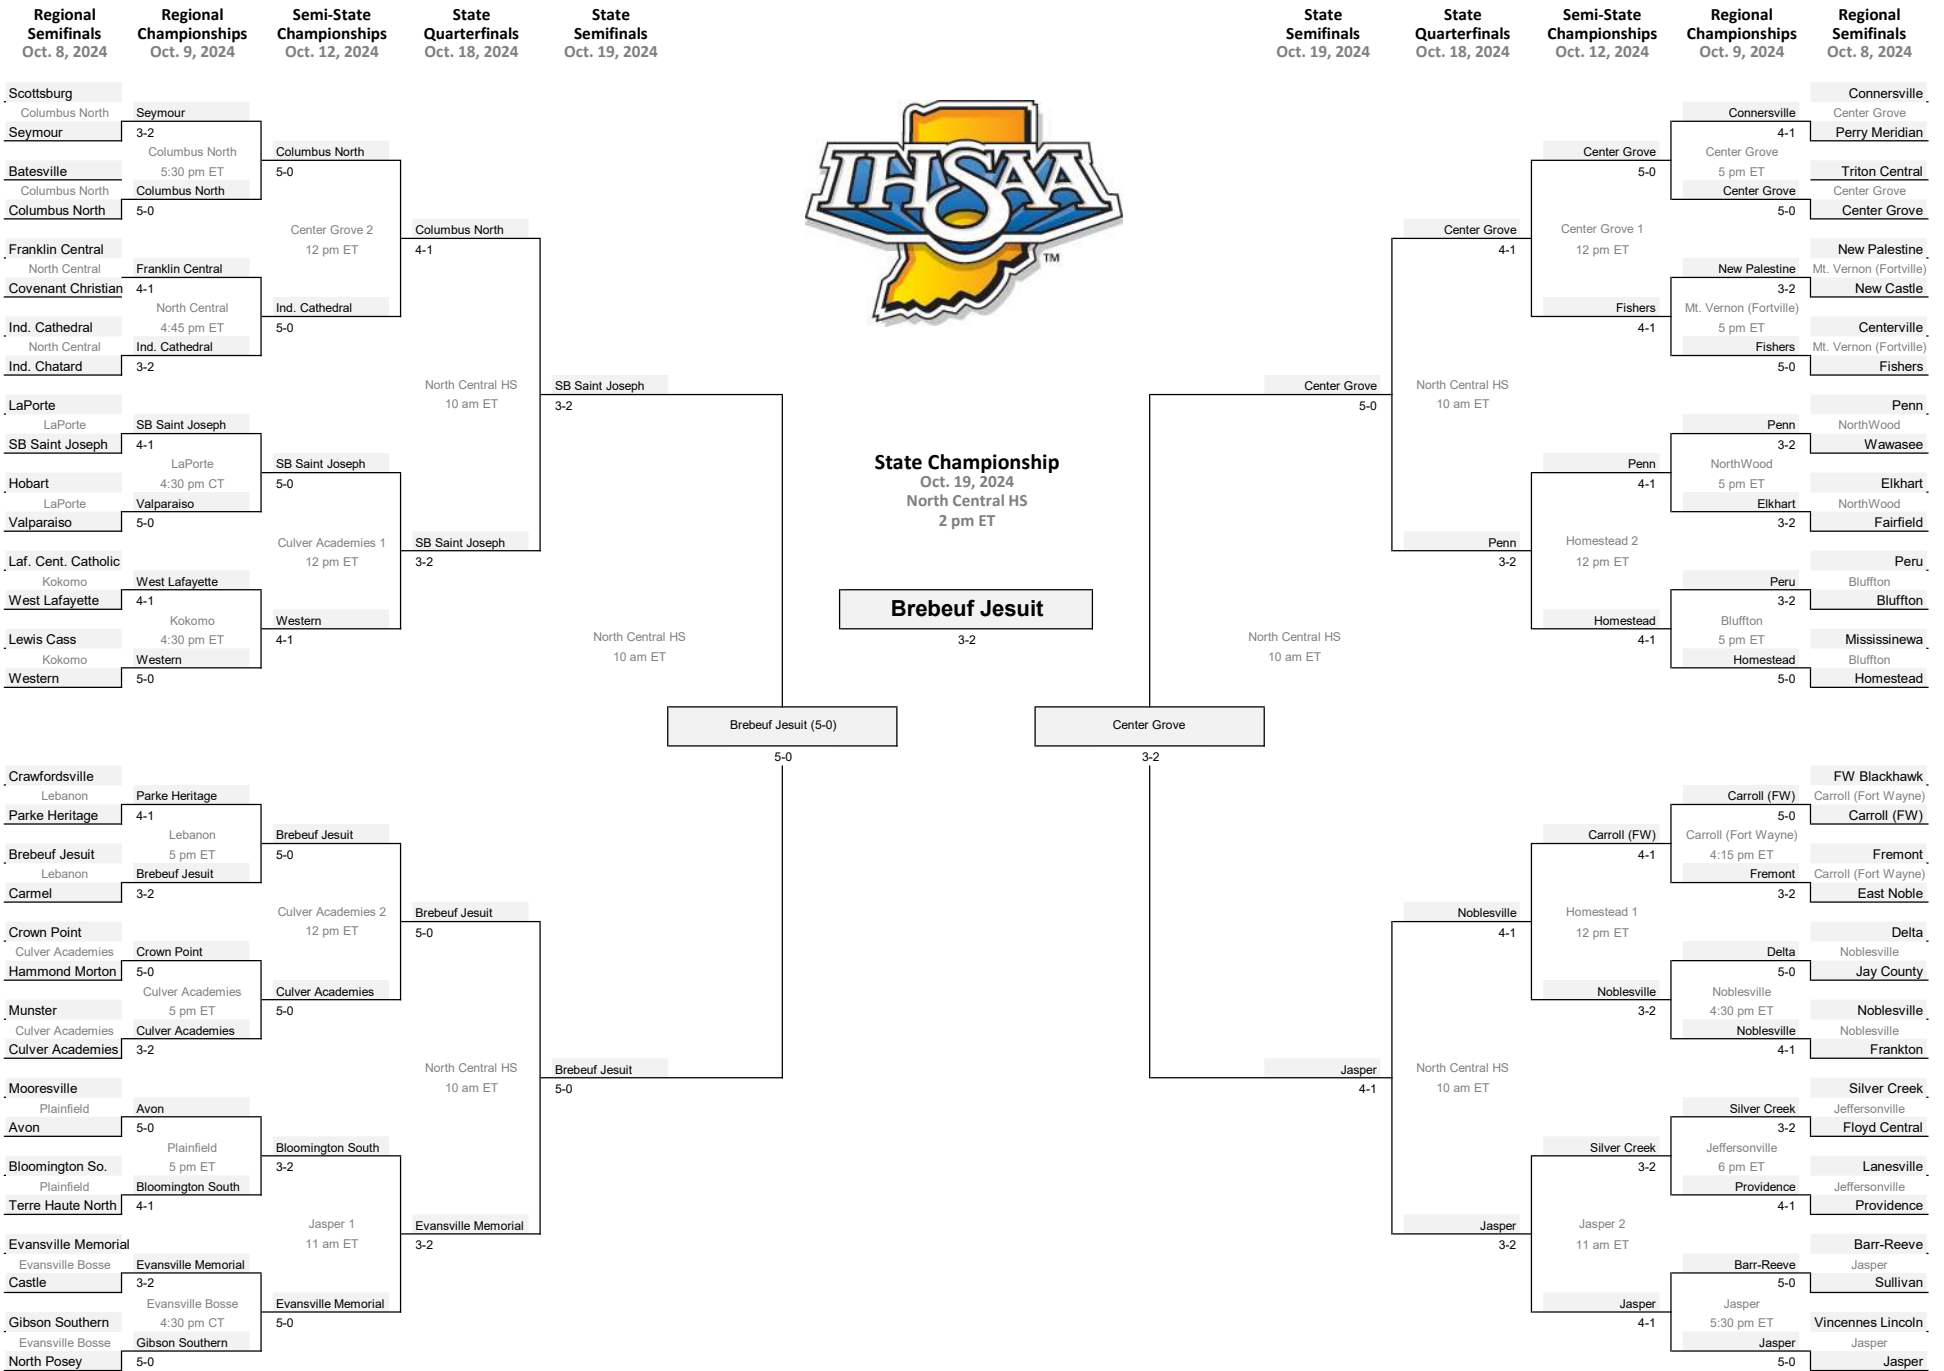 Regional
Semifinals
Oct. 8, 2024
Regional
Championships
Oct. 9, 2024
Semi-State
Championships
Oct. 12, 2024
State
Quarterfinals
Oct. 18, 2024
State
Semifinals
Oct. 19, 2024
State
Semifinals
Oct. 19, 2024
State
Quarterfinals
Oct. 18, 2024
Semi-State
Championships
Oct. 12, 2024
Regional
Championships
Oct. 9, 2024
Regional
Semifinals
Oct. 8, 2024
Scottsburg
Columbus North
Seymour
Batesville
Columbus North
Columbus North
Franklin Central
North Central
Covenant Christian
Ind. Cathedral
North Central
Ind. Chatard
LaPorte
LaPorte
SB Saint Joseph
Hobart
LaPorte
Valparaiso
Laf. Cent. Catholic
Kokomo
West Lafayette
Lewis Cass
Kokomo
Western
Crawfordsville
Lebanon
Parke Heritage
Brebeuf Jesuit
Lebanon
Carmel
Crown Point
Culver Academies
Hammond Morton
Munster
Culver Academies
Culver Academies
Mooresville
Plainfield
Avon
Bloomington So.
Plainfield
Terre Haute North
Evansville Memorial
Evansville Bosse
Castle
Gibson Southern
Evansville Bosse
North Posey
Seymour
3-2
Columbus North
5:30 pm ET
Columbus North
5-0
Franklin Central
4-1
North Central
4:45 pm ET
Ind. Cathedral
3-2
SB Saint Joseph
4-1
LaPorte
4:30 pm CT
Valparaiso
5-0
West Lafayette
4-1
Kokomo
4:30 pm ET
Western
5-0
Parke Heritage
4-1
Lebanon
5 pm ET
Brebeuf Jesuit
3-2
Crown Point
5-0
Culver Academies
5 pm ET
Culver Academies
3-2
Avon
5-0
Plainfield
5 pm ET
Bloomington South
4-1
Evansville Memorial
3-2
Evansville Bosse
4:30 pm CT
Gibson Southern
5-0
Columbus North
5-0
Center Grove 2
12 pm ET
Ind. Cathedral
5-0
SB Saint Joseph
5-0
Culver Academies 1
12 pm ET
Western
4-1
Brebeuf Jesuit
5-0
Culver Academies 2
12 pm ET
Culver Academies
5-0
Bloomington South
3-2
Jasper 1
11 am ET
Evansville Memorial
5-0
Columbus North
4-1
North Central HS
10 am ET
SB Saint Joseph
3-2
Brebeuf Jesuit
5-0
North Central HS
10 am ET
Evansville Memorial
3-2
SB Saint Joseph
3-2
North Central HS
10 am ET
Brebeuf Jesuit
5-0
Brebeuf Jesuit (5-0)
5-0
IHSAA
TM
State Championship
Oct. 19, 2024
North Central HS
2 pm ET
Brebeuf Jesuit
3-2
Center Grove
3-2
Center Grove
5-0
North Central HS
10 am ET
Jasper
4-1
Center Grove
4-1
North Central HS
10 am ET
Penn
3-2
Noblesville
4-1
North Central HS
10 am ET
Jasper
3-2
Center Grove
5-0
Center Grove 1
12 pm ET
Fishers
4-1
Penn
4-1
Homestead 2
12 pm ET
Homestead
4-1
Carroll (FW)
4-1
Homestead 1
12 pm ET
Noblesville
3-2
Silver Creek
3-2
Jasper 2
11 am ET
Jasper
4-1
Connersville
4-1
Center Grove
5 pm ET
Center Grove
5-0
New Palestine
3-2
Mt. Vernon (Fortville)
5 pm ET
Fishers
5-0
Penn
3-2
NorthWood
5 pm ET
Elkhart
3-2
Peru
3-2
Bluffton
5 pm ET
Homestead
5-0
Carroll (FW)
5-0
Carroll (Fort Wayne)
4:15 pm ET
Fremont
3-2
Delta
5-0
Noblesville
4:30 pm ET
Noblesville
4-1
Silver Creek
3-2
Jeffersonville
6 pm ET
Providence
4-1
Barr-Reeve
5-0
Jasper
5:30 pm ET
Jasper
5-0
Connersville
Center Grove
Perry Meridian
Triton Central
Center Grove
Center Grove
New Palestine
Mt. Vernon (Fortville)
New Castle
Centerville
Mt. Vernon (Fortville)
Fishers
Penn
NorthWood
Wawasee
Elkhart
NorthWood
Fairfield
Peru
Bluffton
Bluffton
Mississinewa
Bluffton
Homestead
FW Blackhawk
Carroll (Fort Wayne)
Carroll (FW)
Fremont
Carroll (Fort Wayne)
East Noble
Delta
Noblesville
Jay County
Noblesville
Noblesville
Frankton
Silver Creek
Jeffersonville
Floyd Central
Lanesville
Jeffersonville
Providence
Barr-Reeve
Jasper
Sullivan
Vincennes Lincoln
Jasper
Jasper